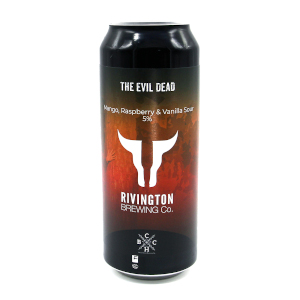 THE EVIL DEAD
Mango, Raspberry & Vanilla Sour
5%
RIVINGTON
BREWING Co.
C
B C
H